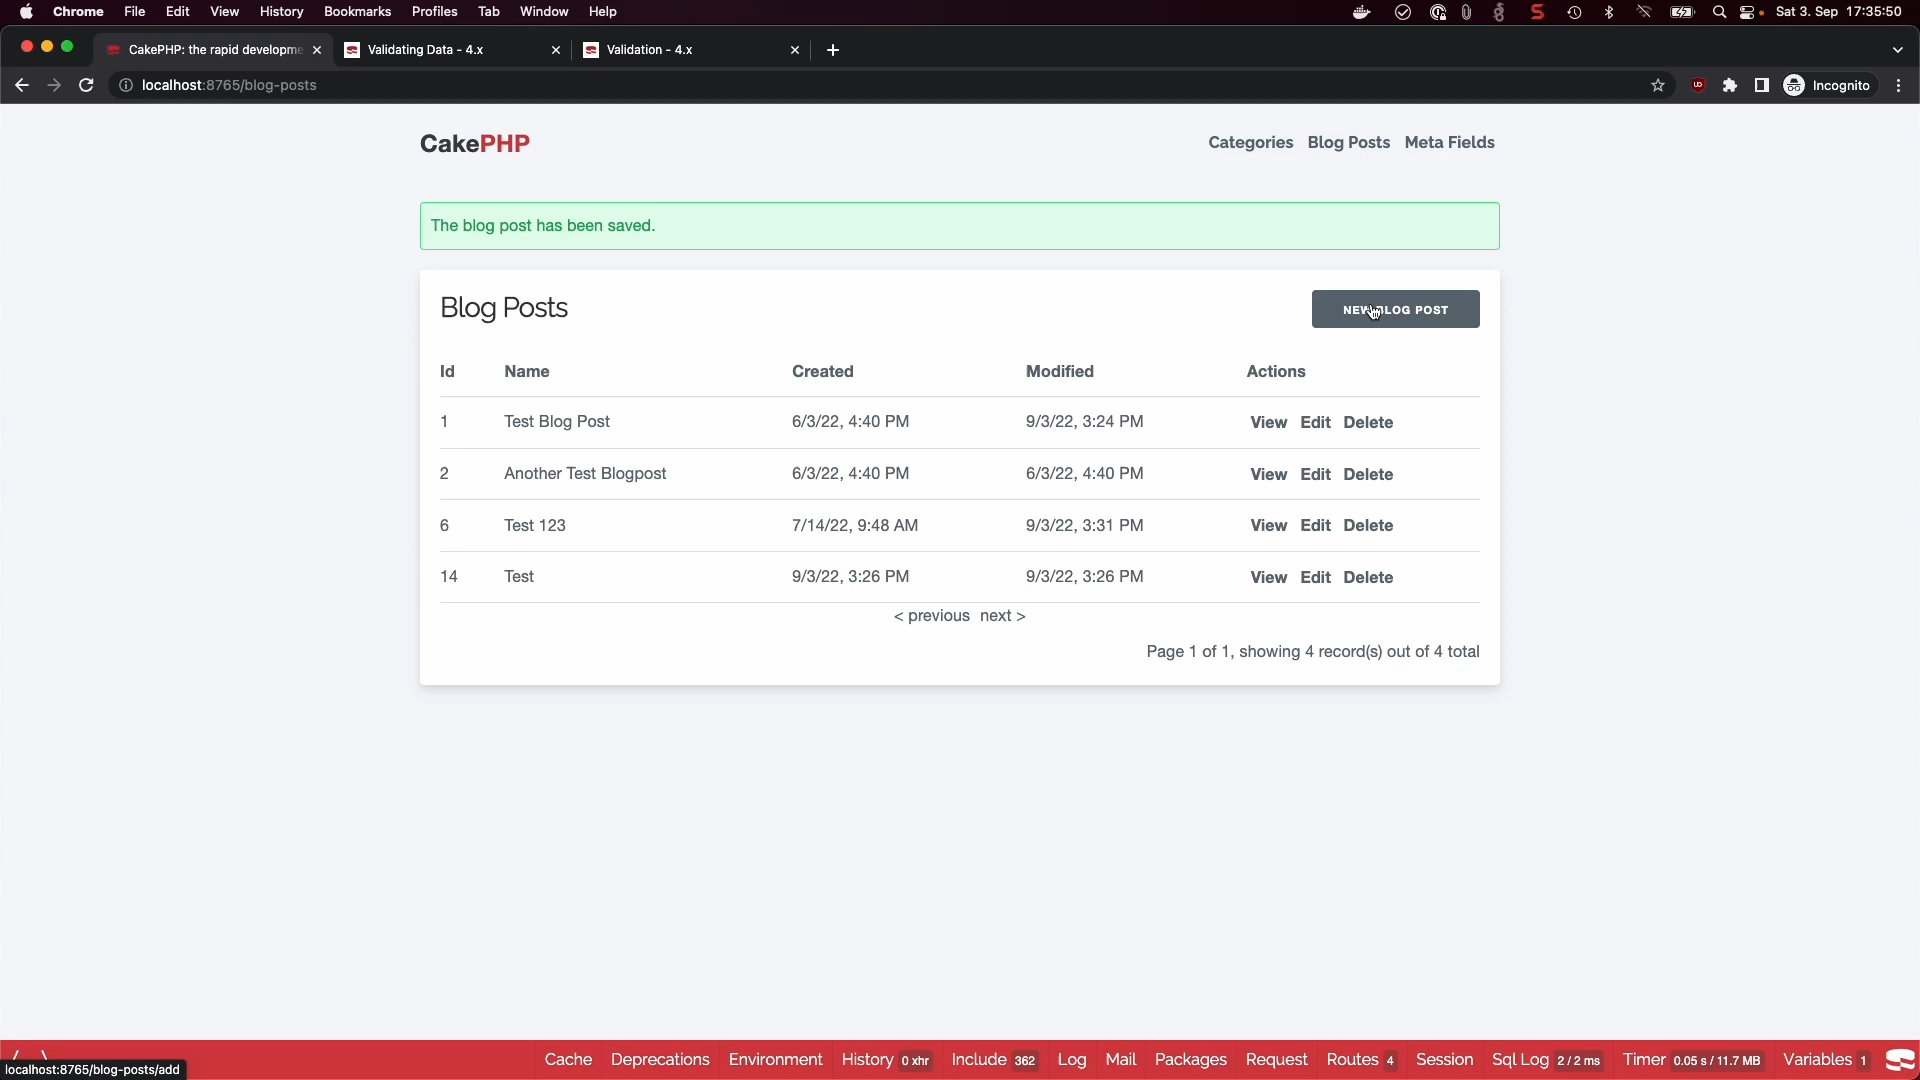 Chrome File Edit View History Bookmarks Profiles Tab Window Help Sat 3. Sep 17:35:50
CakePHP: the rapid developme Validating Data - 4.x Validation - 4.x
localhost:8765/blog-posts Incognito
CakePHP Categories Blog Posts Meta Fields
The blog post has been saved.
Blog Posts NEW BLOG POST
Id Name Created Modified Actions
1 Test Blog Post 6/3/22, 4:40 PM 9/3/22, 3:24 PM View Edit Delete
2 Another Test Blogpost 6/3/22, 4:40 PM 6/3/22, 4:40 PM View Edit Delete
6 Test 123 7/14/22, 9:48 AM 9/3/22, 3:31 PM View Edit Delete
14 Test 9/3/22, 3:26 PM 9/3/22, 3:26 PM View Edit Delete
< previous next >
Page 1 of 1, showing 4 record(s) out of 4 total
Cache Deprecations Environment History 0 xhr Include 362 Log Mail Packages Request Routes 4 Session Sql Log 2 / 2 ms Timer 0.05 s / 11.7 MB Variables 1
localhost:8765/blog-posts/add